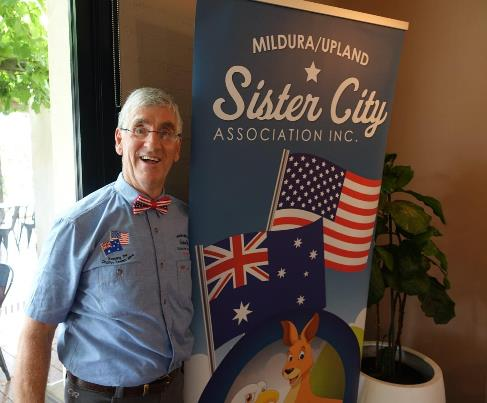 MILDURA/UPLAND
Sister City
ASSOCIATION INC.